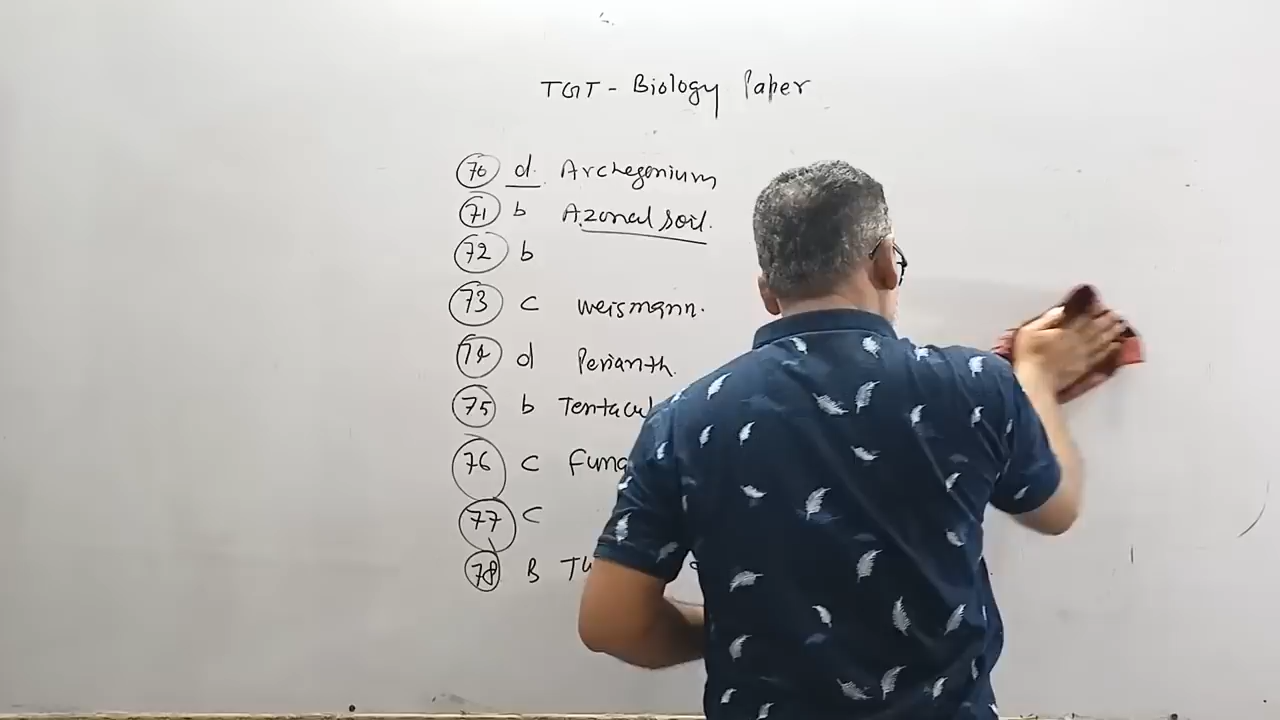 TGT - Biology Paper
70 d. Archegonium
71 b Azonal soil.
72 b
73 c Weismann.
74 d Perianth.
75 b
76 c
77 c
78 B